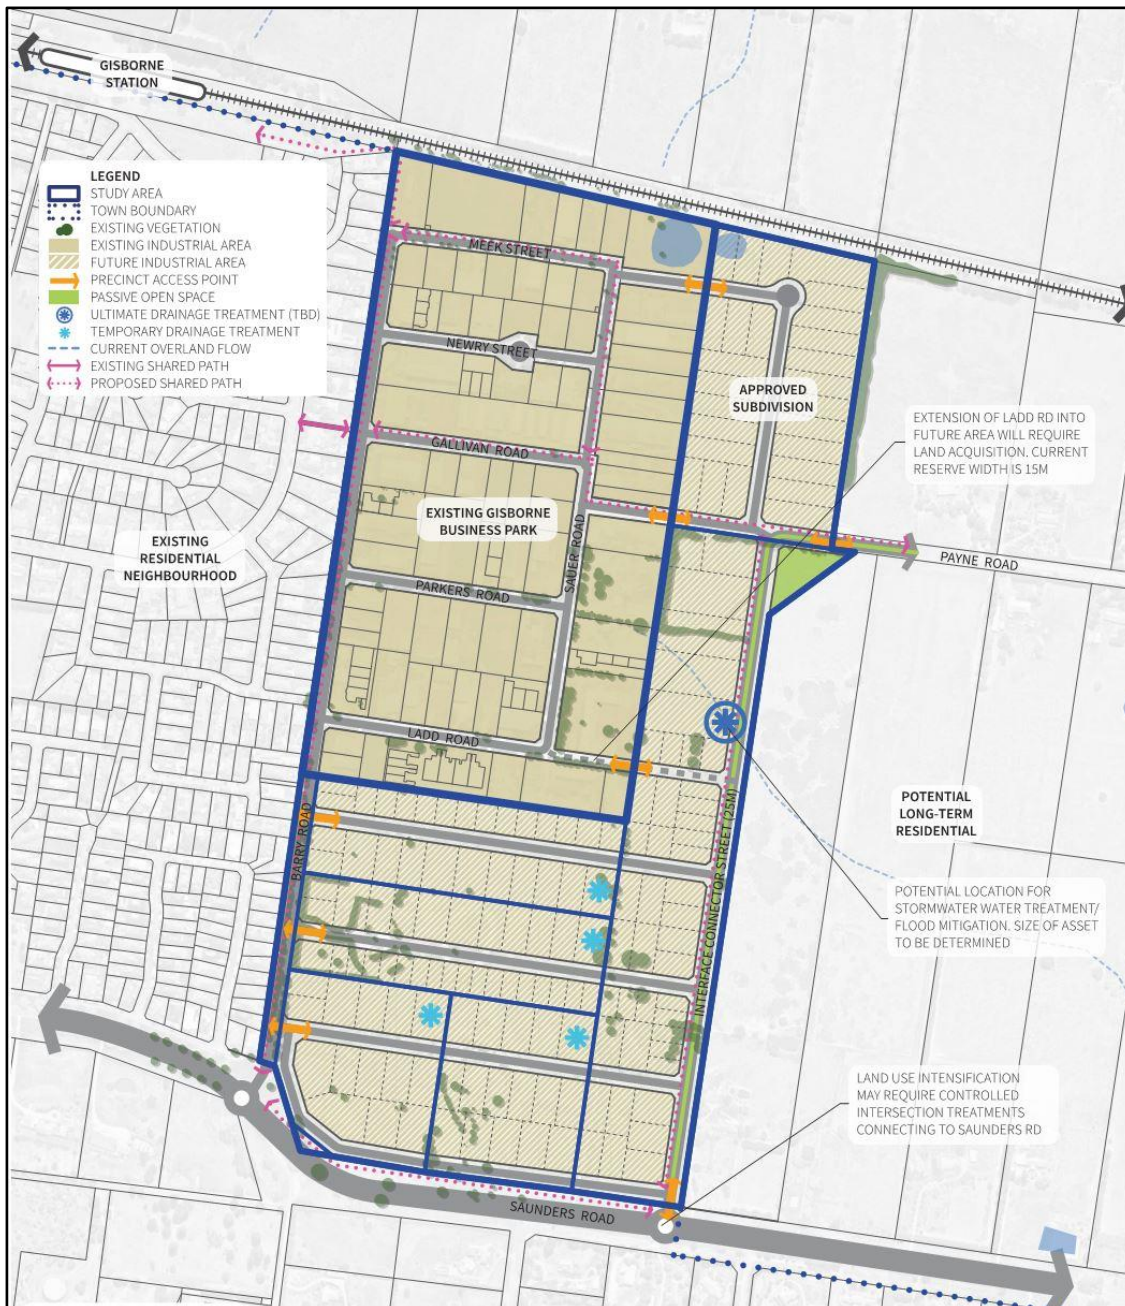 GISBORNE
STATION
LEGEND
STUDY AREA
TOWN BOUNDARY
EXISTING VEGETATION
EXISTING INDUSTRIAL AREA
FUTURE INDUSTRIAL AREA
PRECINCT ACCESS POINT
PASSIVE OPEN SPACE
ULTIMATE DRAINAGE TREATMENT (TBD)
TEMPORARY DRAINAGE TREATMENT
CURRENT OVERLAND FLOW
EXISTING SHARED PATH
PROPOSED SHARED PATH
MEEK STREET
NEWRY STREET
APPROVED
SUBDIVISION
EXTENSION OF LADD RD INTO
FUTURE AREA WILL REQUIRE
LAND ACQUISITION. CURRENT
RESERVE WIDTH IS 15M
GALLIVAN ROAD
EXISTING GISBORNE
BUSINESS PARK
EXISTING
RESIDENTIAL
NEIGHBOURHOOD
SAUER ROAD
PAYNE ROAD
PARKERS ROAD
LADD ROAD
BARRY ROAD
INTERFACE CONNECTOR STREET (25M)
POTENTIAL
LONG-TERM
RESIDENTIAL
POTENTIAL LOCATION FOR
STORMWATER WATER TREATMENT/
FLOOD MITIGATION. SIZE OF ASSET
TO BE DETERMINED
LAND USE INTENSIFICATION
MAY REQUIRE CONTROLLED
INTERSECTION TREATMENTS
CONNECTING TO SAUNDERS RD
SAUNDERS ROAD